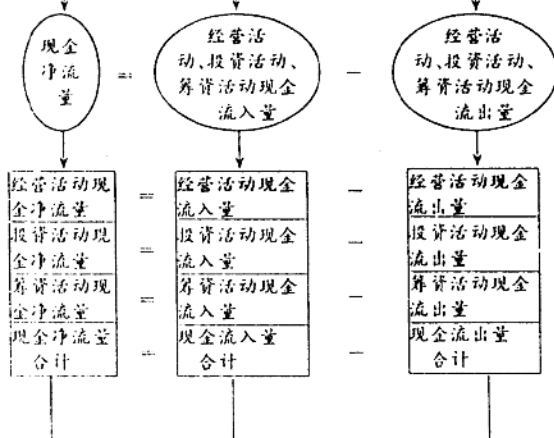 现金
净流
量
=
经营活
动、投资活动、
筹资活动现金
流入量
－
经营活
动、投资活动、
筹资活动现金
流出量
经营活动现
金净流量
=
经营活动现金
流入量
－
经营活动现金
流出量
投资活动现
金净流量
=
投资活动现金
流入量
－
投资活动现金
流出量
筹资活动现
金净流量
=
筹资活动现金
流入量
－
筹资活动现金
流出量
现金净流量
合计
=
现金流入量
合计
－
现金流出量
合计